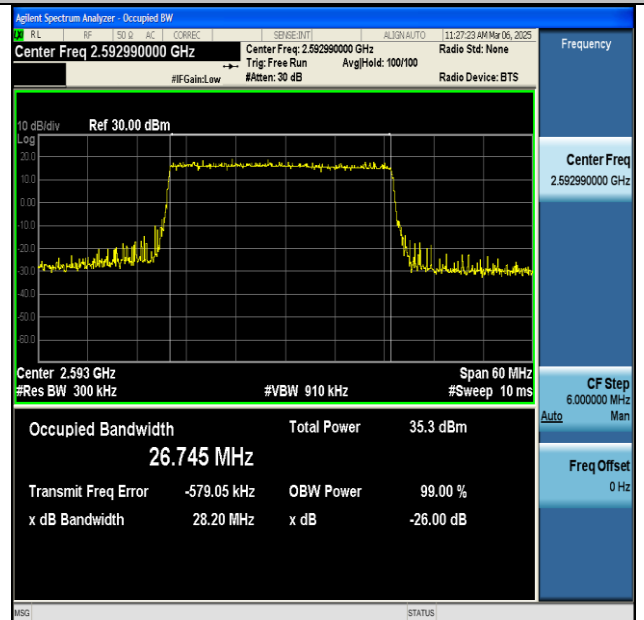 Agilent Spectrum Analyzer - Occupied BW
LXI RL RF 50 Ω AC CORREC SENSE:INT ALIGN AUTO 11:27:23 AM Mar 06, 2025
Center Freq 2.592990000 GHz
Center Freq: 2.592990000 GHz
Radio Std: None
Trig: Free Run Avg|Hold: 100/100
#IFGain:Low #Atten: 30 dB Radio Device: BTS
10 dB/div Ref 30.00 dBm
Log
20.0
10.0
0.00
-10.0
-20.0
-30.0
-40.0
-50.0
-60.0
Center 2.593 GHz Span 60 MHz
#Res BW 300 kHz #VBW 910 kHz #Sweep 10 ms
Occupied Bandwidth Total Power 35.3 dBm
26.745 MHz
Transmit Freq Error -579.05 kHz OBW Power 99.00 %
x dB Bandwidth 28.20 MHz x dB -26.00 dB
Frequency
Center Freq
2.592990000 GHz
CF Step
6.000000 MHz
Auto Man
Freq Offset
0 Hz
MSG STATUS